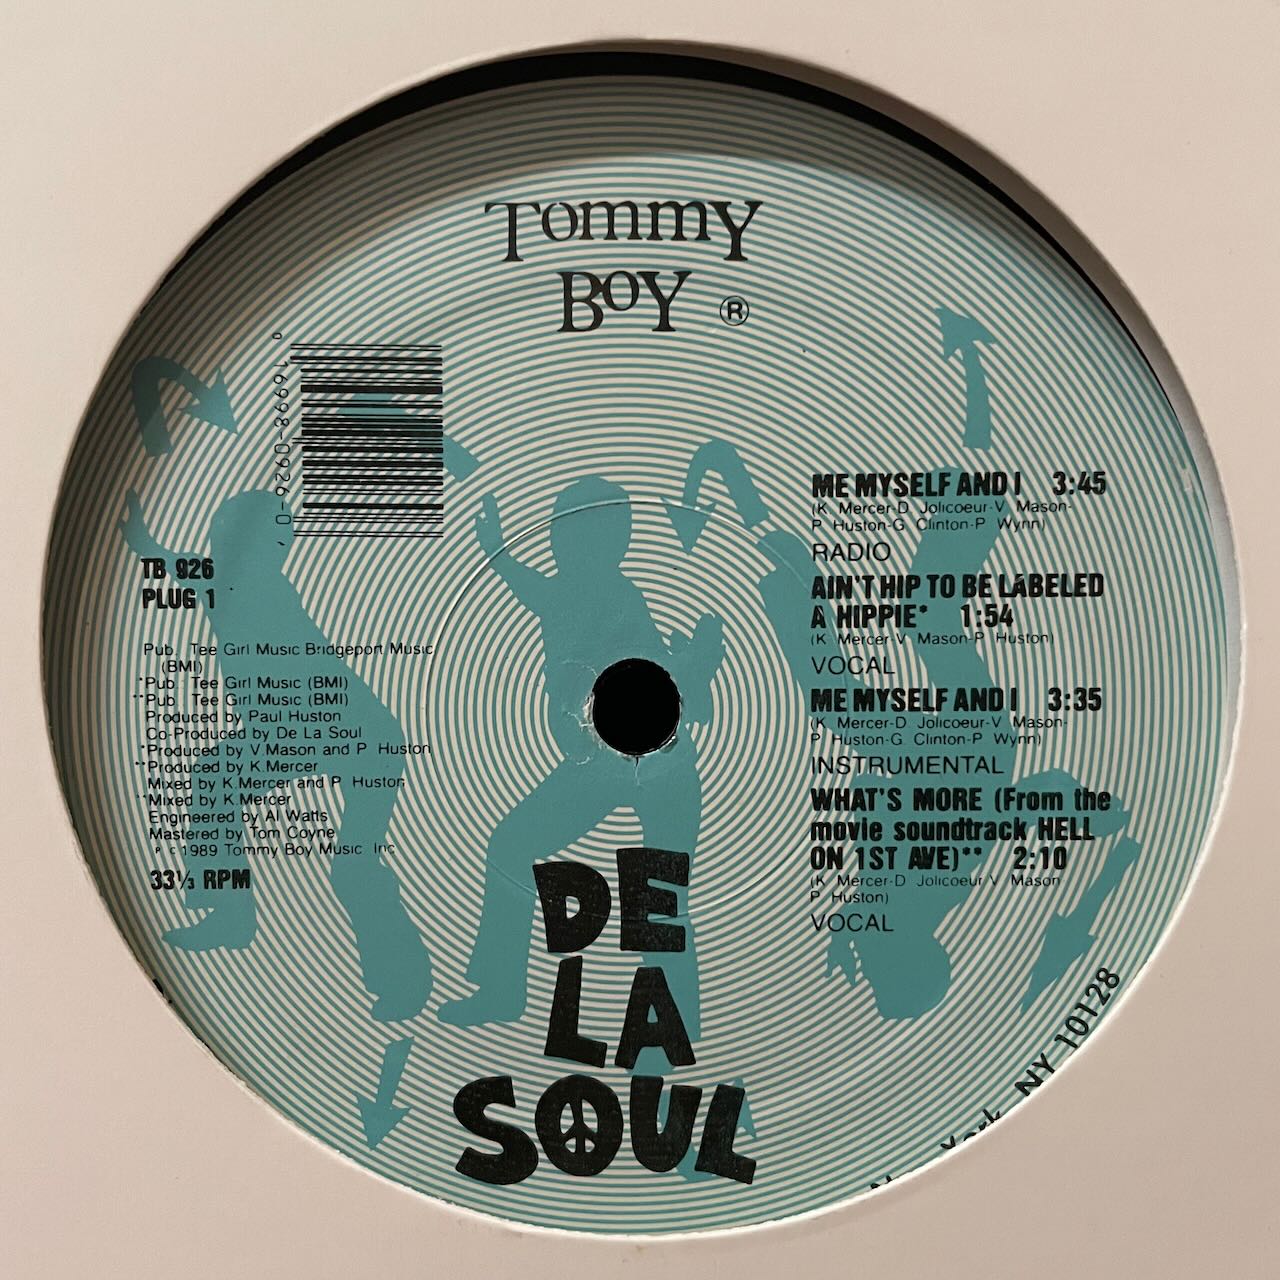 TOMMY
BOY ®
0 16998-0926-0
TB 926
PLUG 1
Pub. Tee Girl Music Bridgeport Music
(BMI)
*Pub. Tee Girl Music (BMI)
**Pub. Tee Girl Music (BMI)
Produced by Paul Huston
Co-Produced by De La Soul
*Produced by V. Mason and P. Huston
**Produced by K. Mercer
Mixed by K. Mercer and P. Huston
**Mixed by K. Mercer
Engineered by Al Watts
Mastered by Tom Coyne
P C 1989 Tommy Boy Music Inc
33⅓ RPM
ME MYSELF AND I 3:45
(K. Mercer-D. Jolicoeur-V. Mason-
P. Huston-G. Clinton-P. Wynn)
RADIO
AIN'T HIP TO BE LABELED
A HIPPIE* 1:54
(K. Mercer-V. Mason-P. Huston)
VOCAL
ME MYSELF AND I 3:35
(K. Mercer-D. Jolicoeur-V. Mason-
P. Huston-G. Clinton-P. Wynn)
INSTRUMENTAL
WHAT'S MORE (From the
movie soundtrack HELL
ON 1ST AVE)** 2:10
(K. Mercer-D. Jolicoeur-V. Mason
P. Huston)
VOCAL
DE
LA
SOUL
York, NY 10128